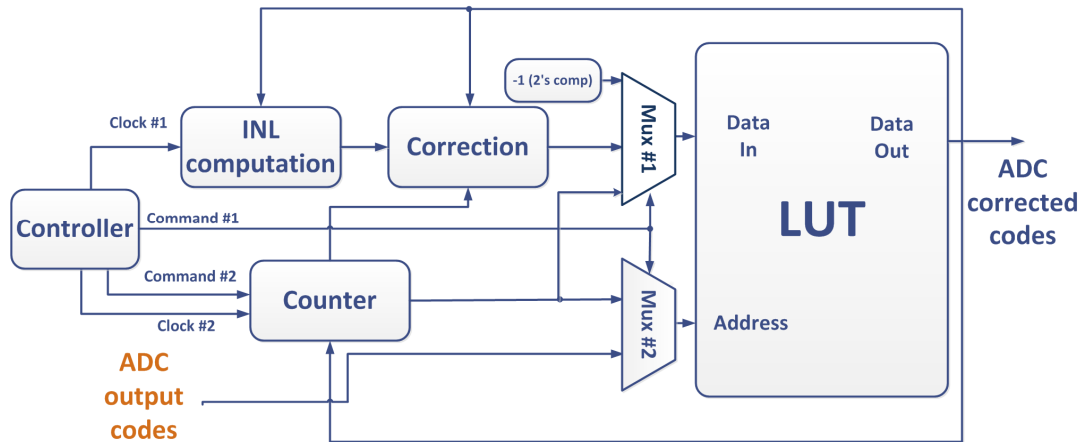 -1 (2's comp)
Clock #1
INL
computation
Correction
Mux #1
Data
In
Data
Out
ADC
corrected
codes
LUT
Controller
Command #1
Command #2
Counter
Clock #2
Mux #2
Address
ADC
output
codes